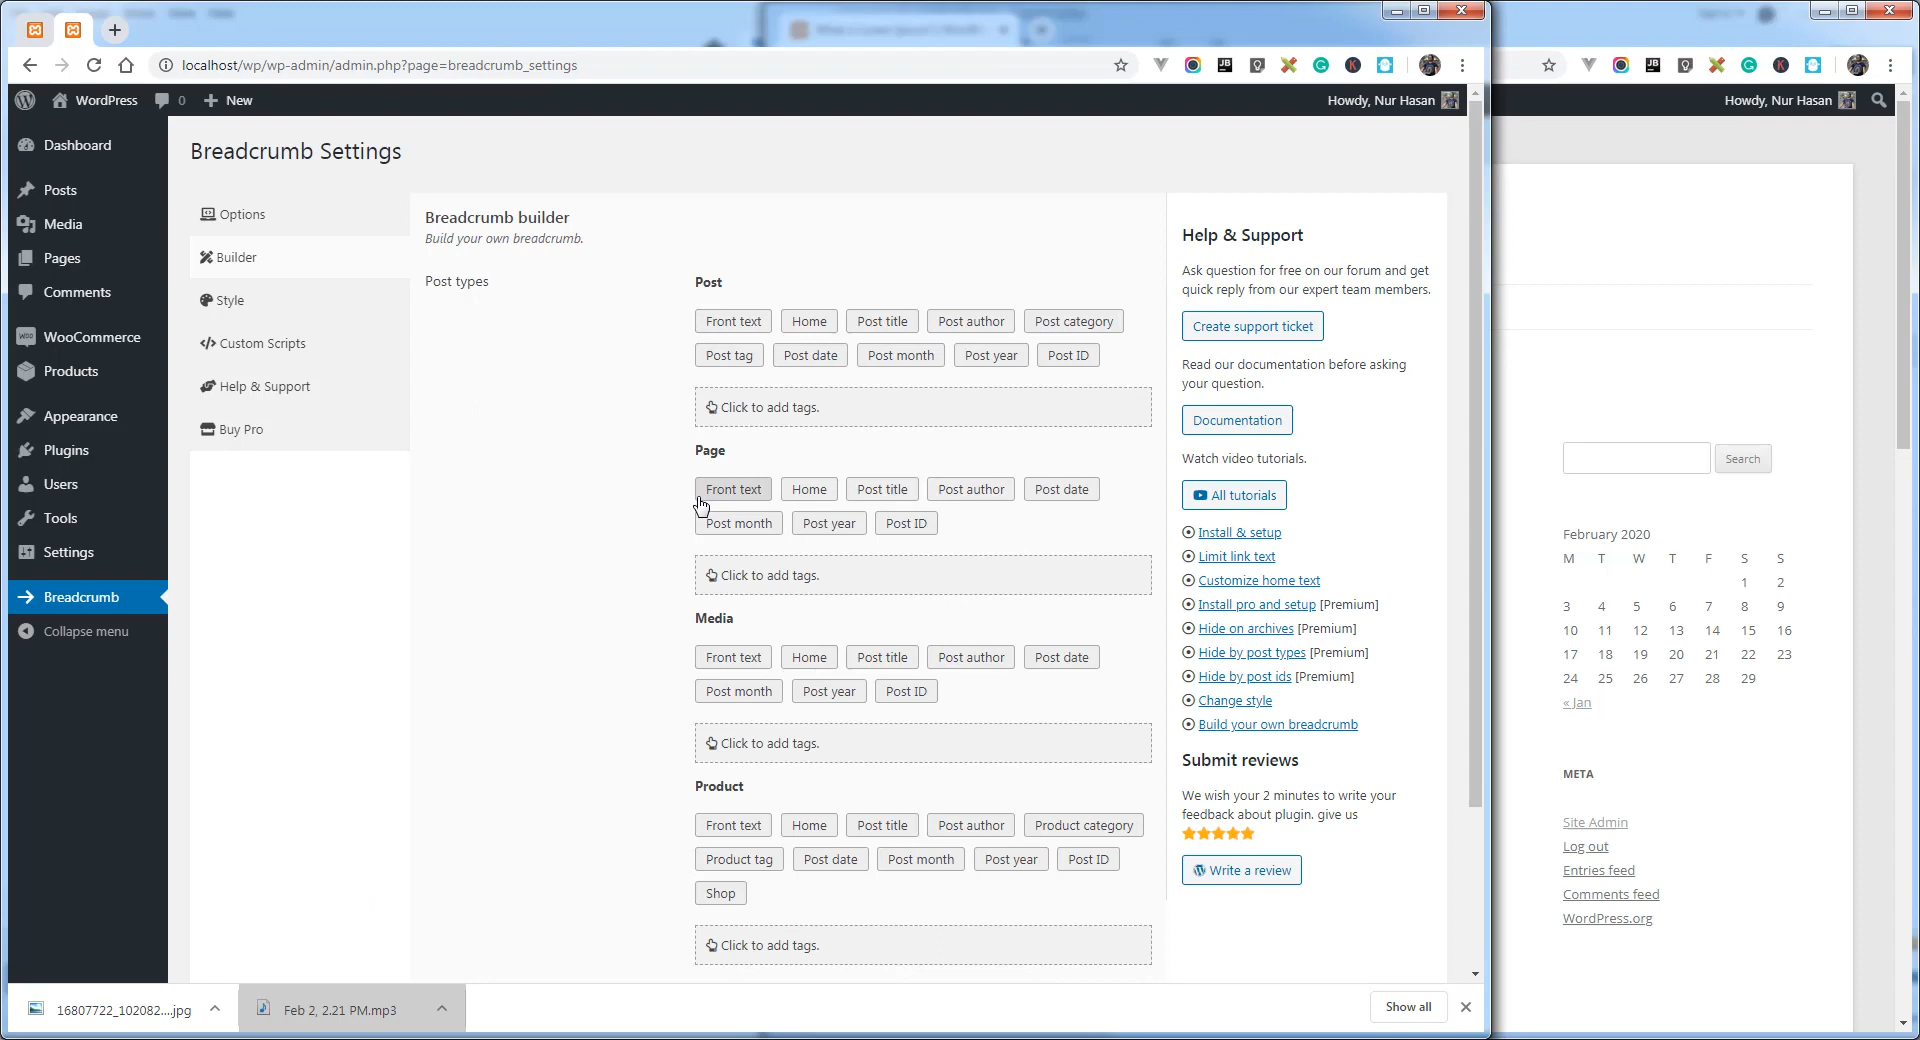 localhost/wp/wp-admin/admin.php?page=breadcrumb_settings
WordPress 0 New
Howdy, Nur Hasan
Howdy, Nur Hasan
Dashboard
Posts
Media
Pages
Comments
WooCommerce
Products
Appearance
Plugins
Users
Tools
Settings
Breadcrumb
Collapse menu
Breadcrumb Settings
Options
Builder
Style
Custom Scripts
Help & Support
Buy Pro
Breadcrumb builder
Build your own breadcrumb.
Post types
Post
Front text Home Post title Post author Post category
Post tag Post date Post month Post year Post ID
Click to add tags.
Page
Front text Home Post title Post author Post date
Post month Post year Post ID
Click to add tags.
Media
Front text Home Post title Post author Post date
Post month Post year Post ID
Click to add tags.
Product
Front text Home Post title Post author Product category
Product tag Post date Post month Post year Post ID
Shop
Click to add tags.
Help & Support
Ask question for free on our forum and get
quick reply from our expert team members.
Create support ticket
Read our documentation before asking
your question.
Documentation
Watch video tutorials.
All tutorials
Install & setup
Limit link text
Customize home text
Install pro and setup [Premium]
Hide on archives [Premium]
Hide by post types [Premium]
Hide by post ids [Premium]
Change style
Build your own breadcrumb
Submit reviews
We wish your 2 minutes to write your
feedback about plugin. give us
Write a review
Search
February 2020
M T W T F S S
1 2
3 4 5 6 7 8 9
10 11 12 13 14 15 16
17 18 19 20 21 22 23
24 25 26 27 28 29
« Jan
META
Site Admin
Log out
Entries feed
Comments feed
WordPress.org
16807722_102082....jpg
Feb 2, 2.21 PM.mp3
Show all